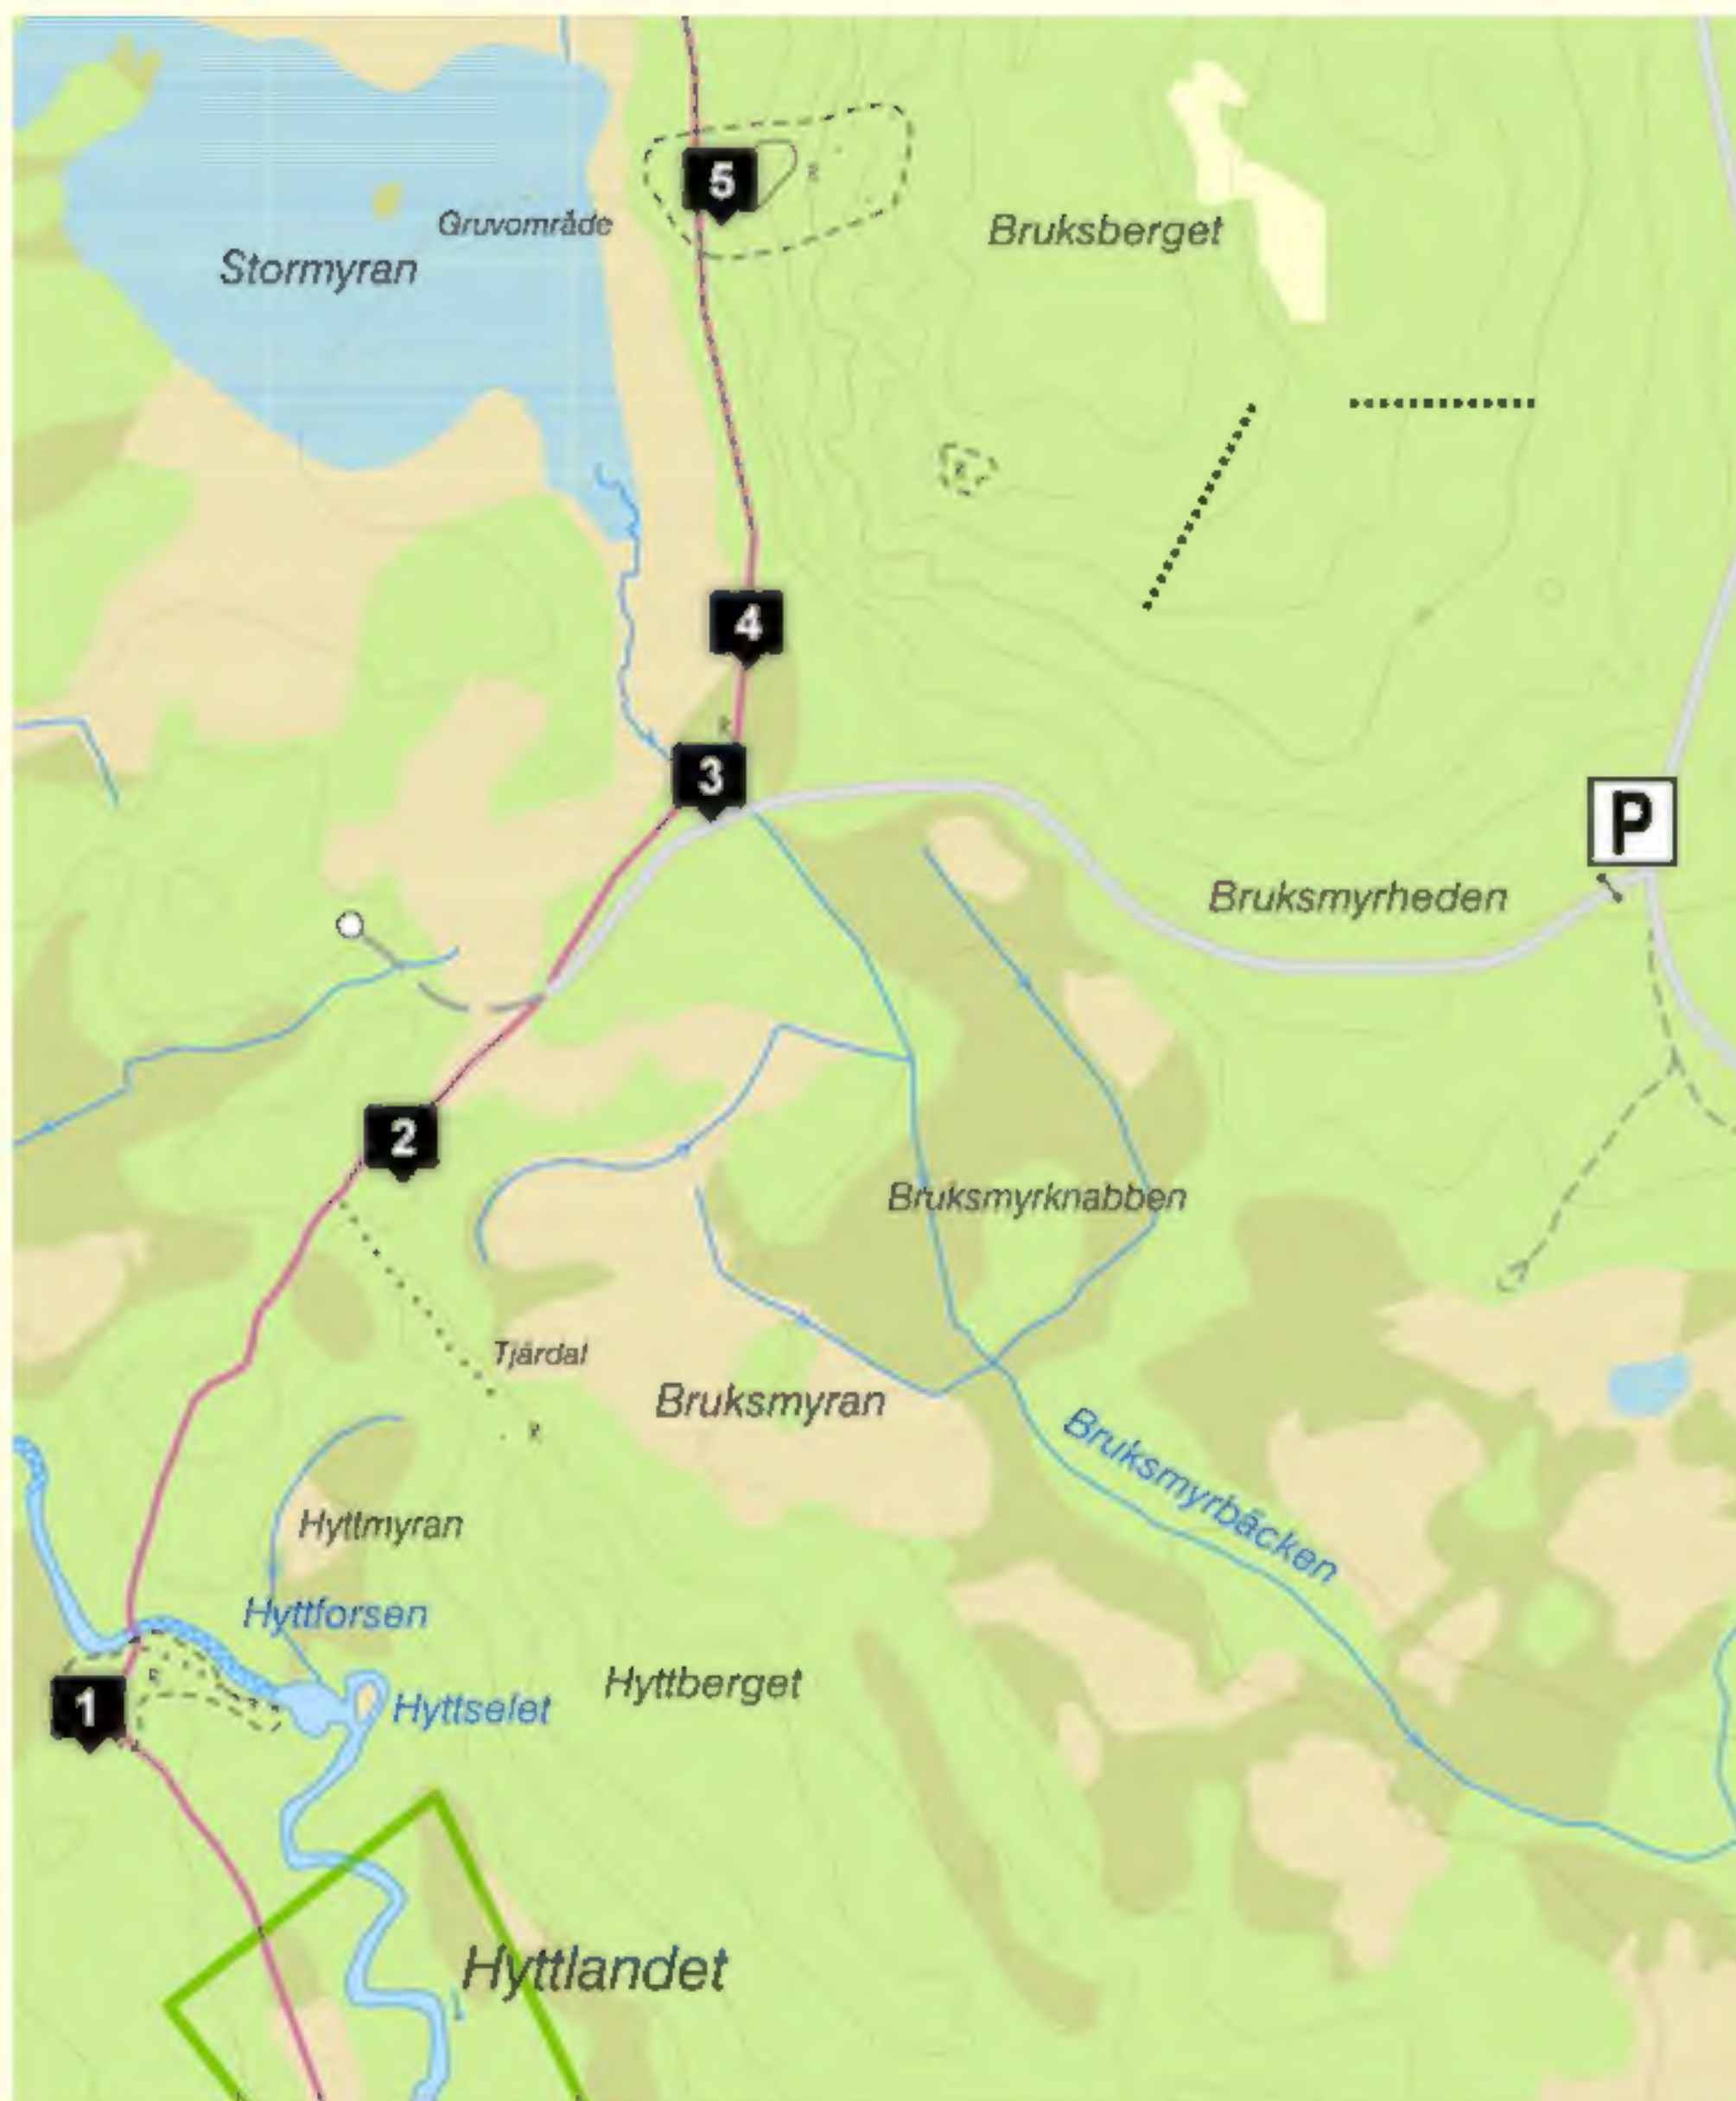 5
R
Gruvområde
Bruksberget
Stormyran
R
4
R
3
P
Bruksmyrheden
2
Bruksmyrknabben
Tjärdal
Bruksmyran
R
Bruksmyrbäcken
Hyttmyran
Hyttforsen
R
Hyttberget
1
Hyttselet
Hyttlandet